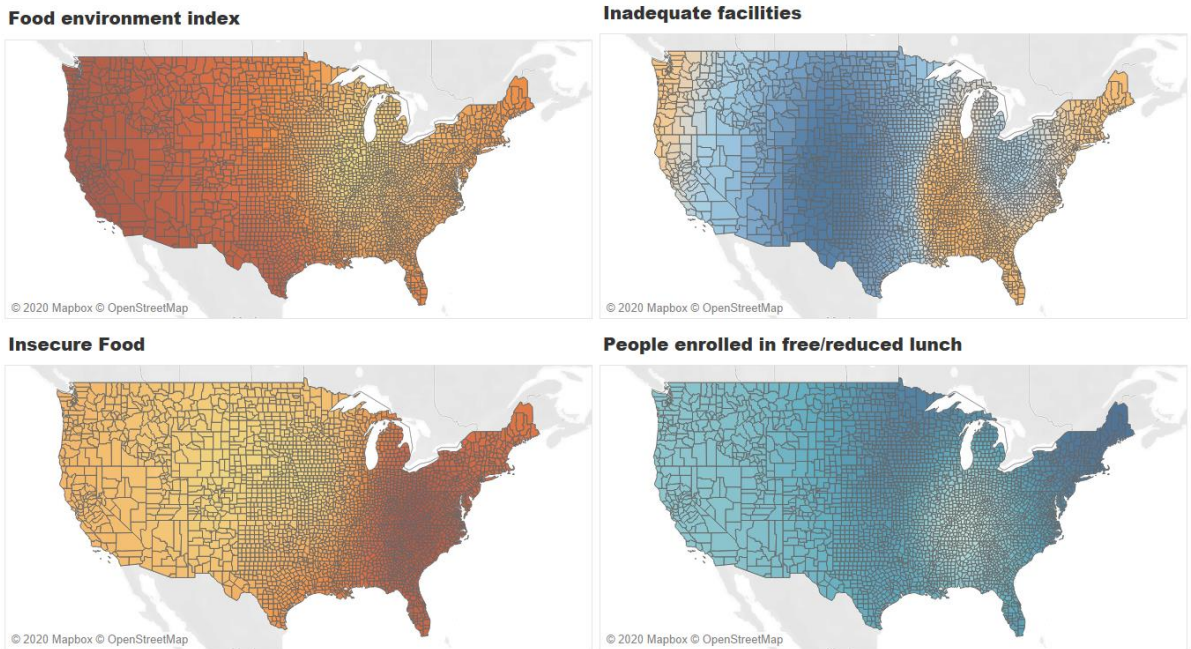 Food environment index
Inadequate facilities
© 2020 Mapbox © OpenStreetMap
© 2020 Mapbox © OpenStreetMap
Insecure Food
People enrolled in free/reduced lunch
© 2020 Mapbox © OpenStreetMap
© 2020 Mapbox © OpenStreetMap